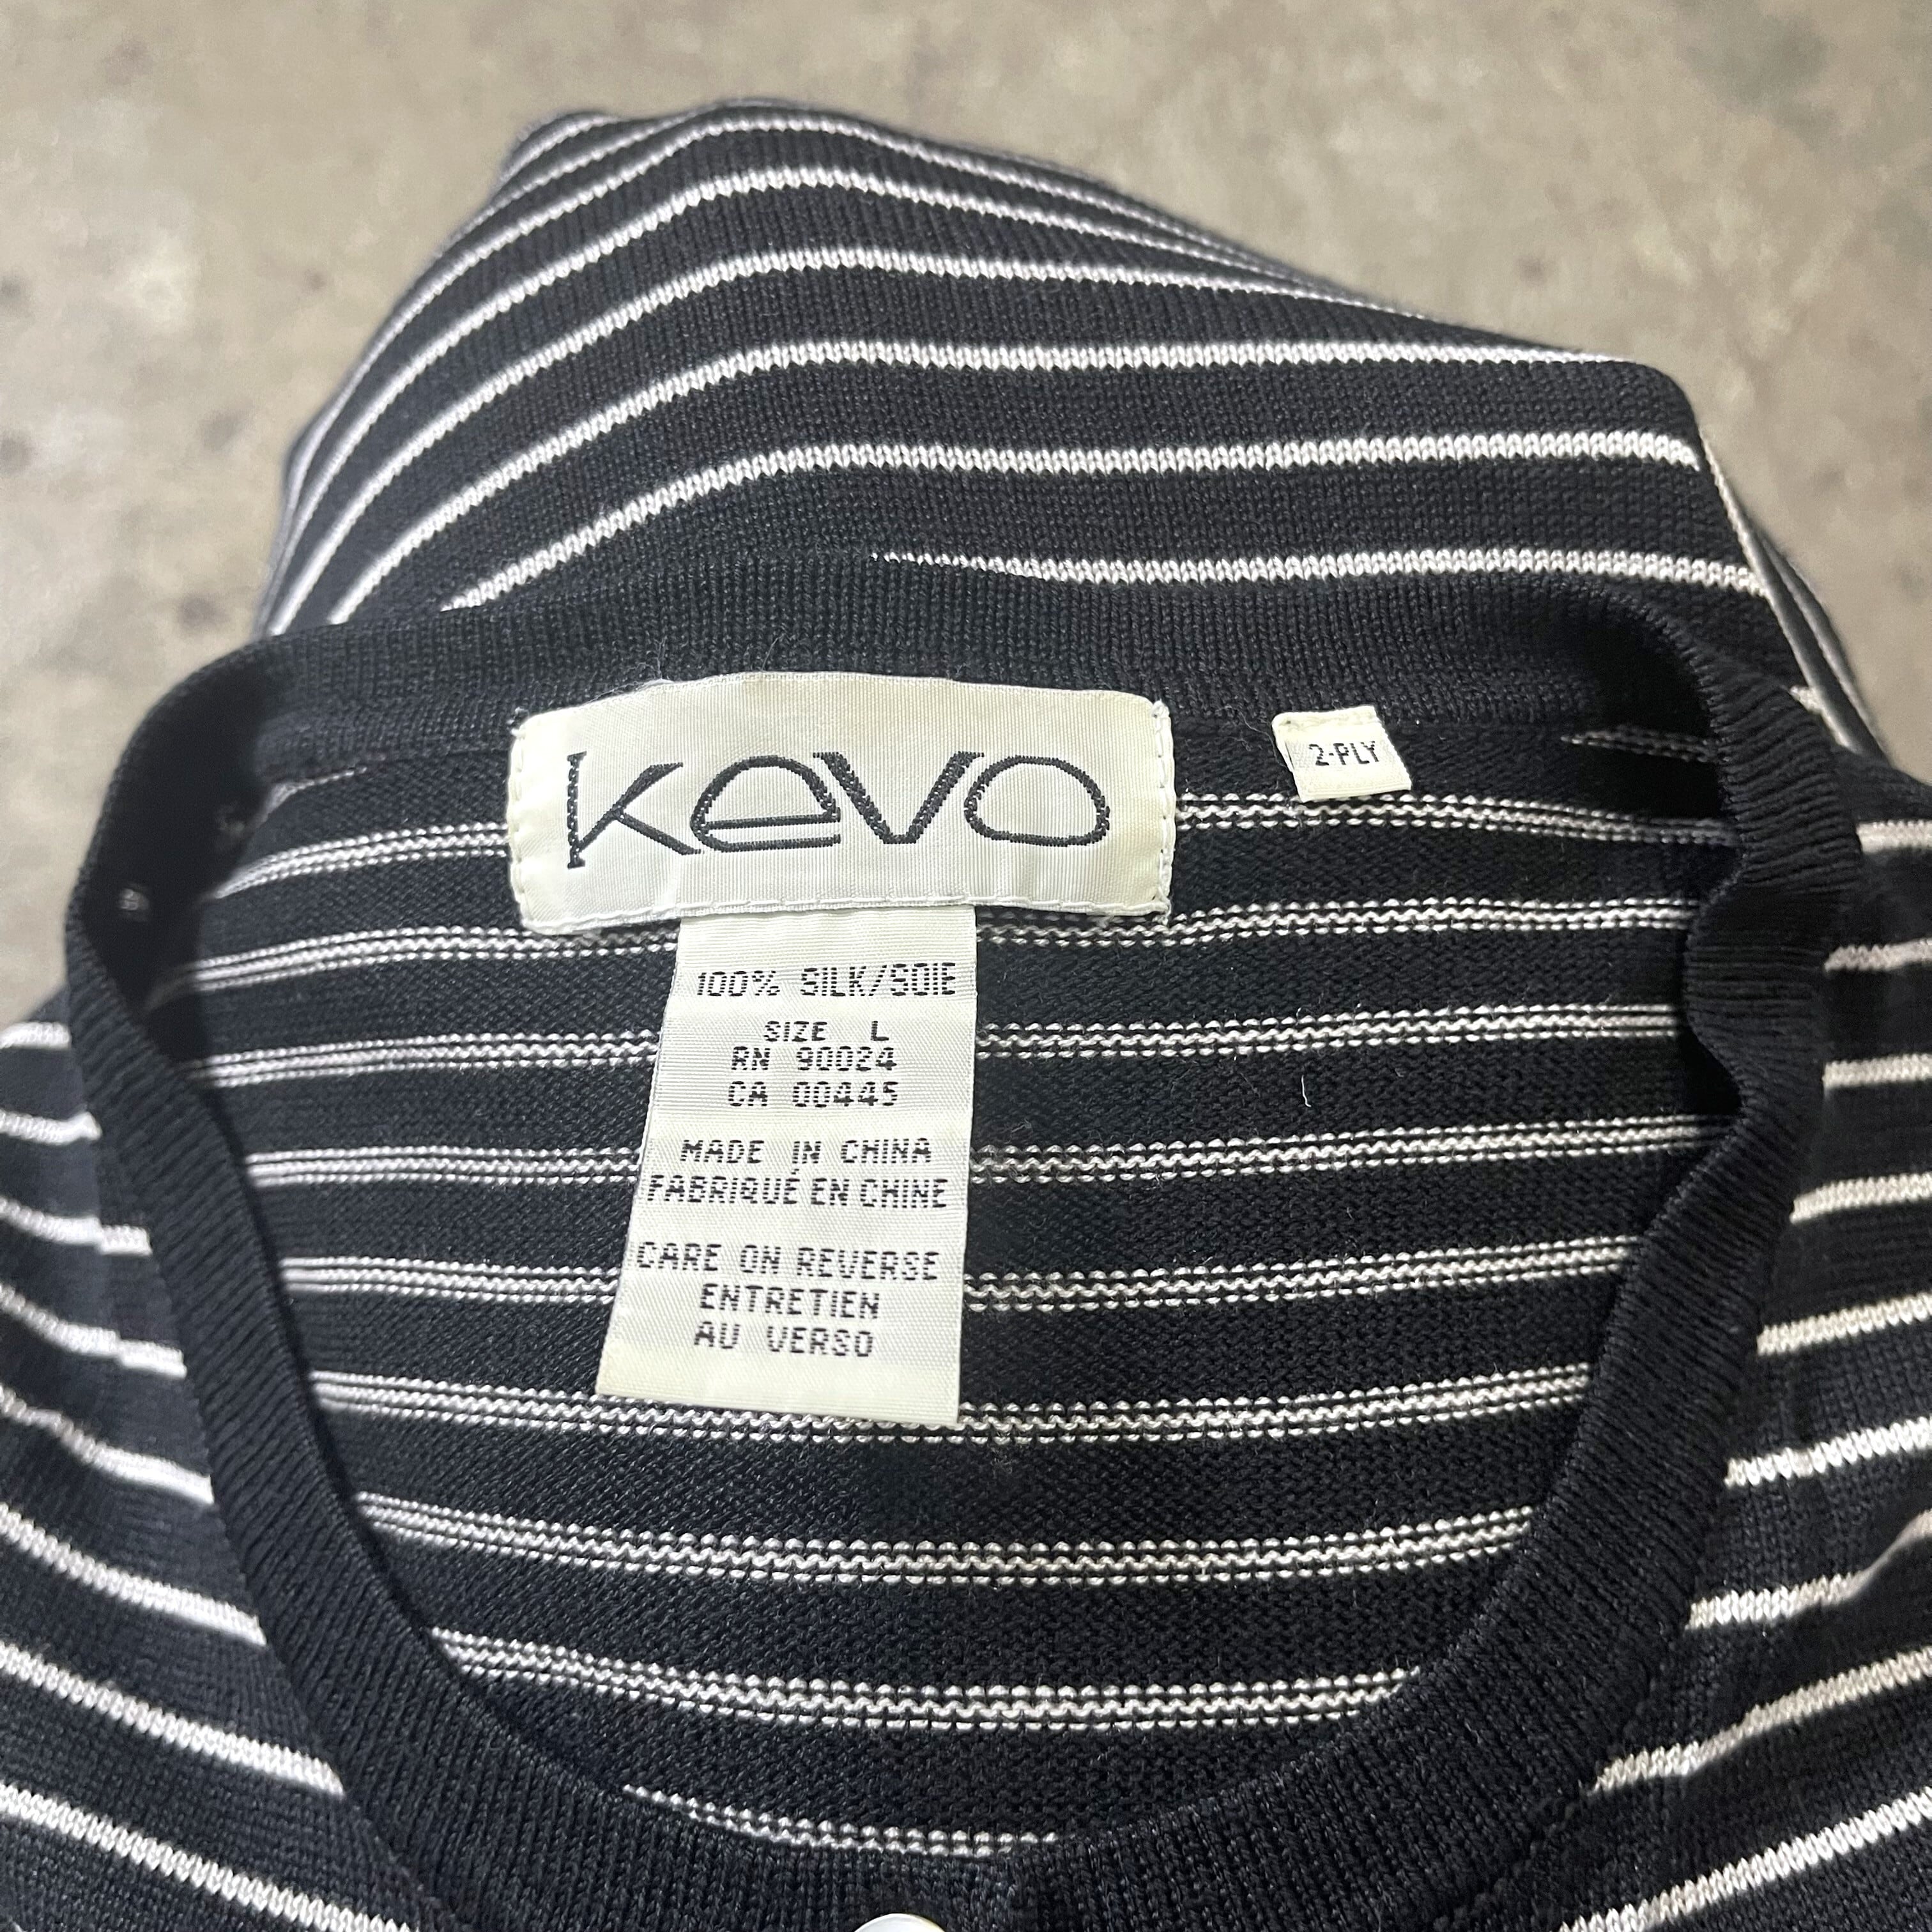 kevo
2-PLY
100% SILK/SOIE
SIZE L
RN 90024
CA 00445
MADE IN CHINA
FABRIQUÉ EN CHINE
CARE ON REVERSE
ENTRETIEN
AU VERSO